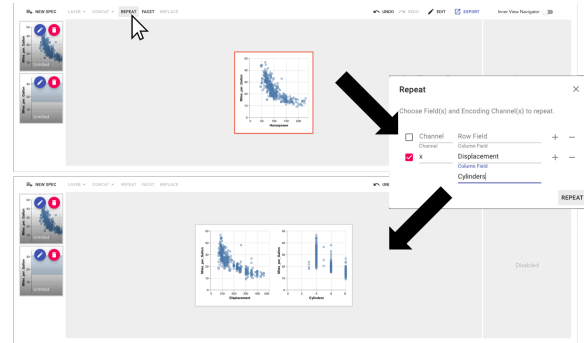 NEW SPEC LAYER CONCAT REPEAT FACET REPLACE UNDO REDO EDIT EXPORT Inner View Navigator
Untitled
Untitled
Miles_per_Gallon
Horsepower
Repeat
Choose Field(s) and Encoding Channel(s) to repeat.
Channel Row Field
Channel Column Field
x Displacement
Column Field
Cylinders
REPEAT
NEW SPEC LAYER CONCAT REPEAT FACET REPLACE UNDO
Untitled
Untitled
Miles_per_Gallon
Displacement
Miles_per_Gallon
Cylinders
Disabled